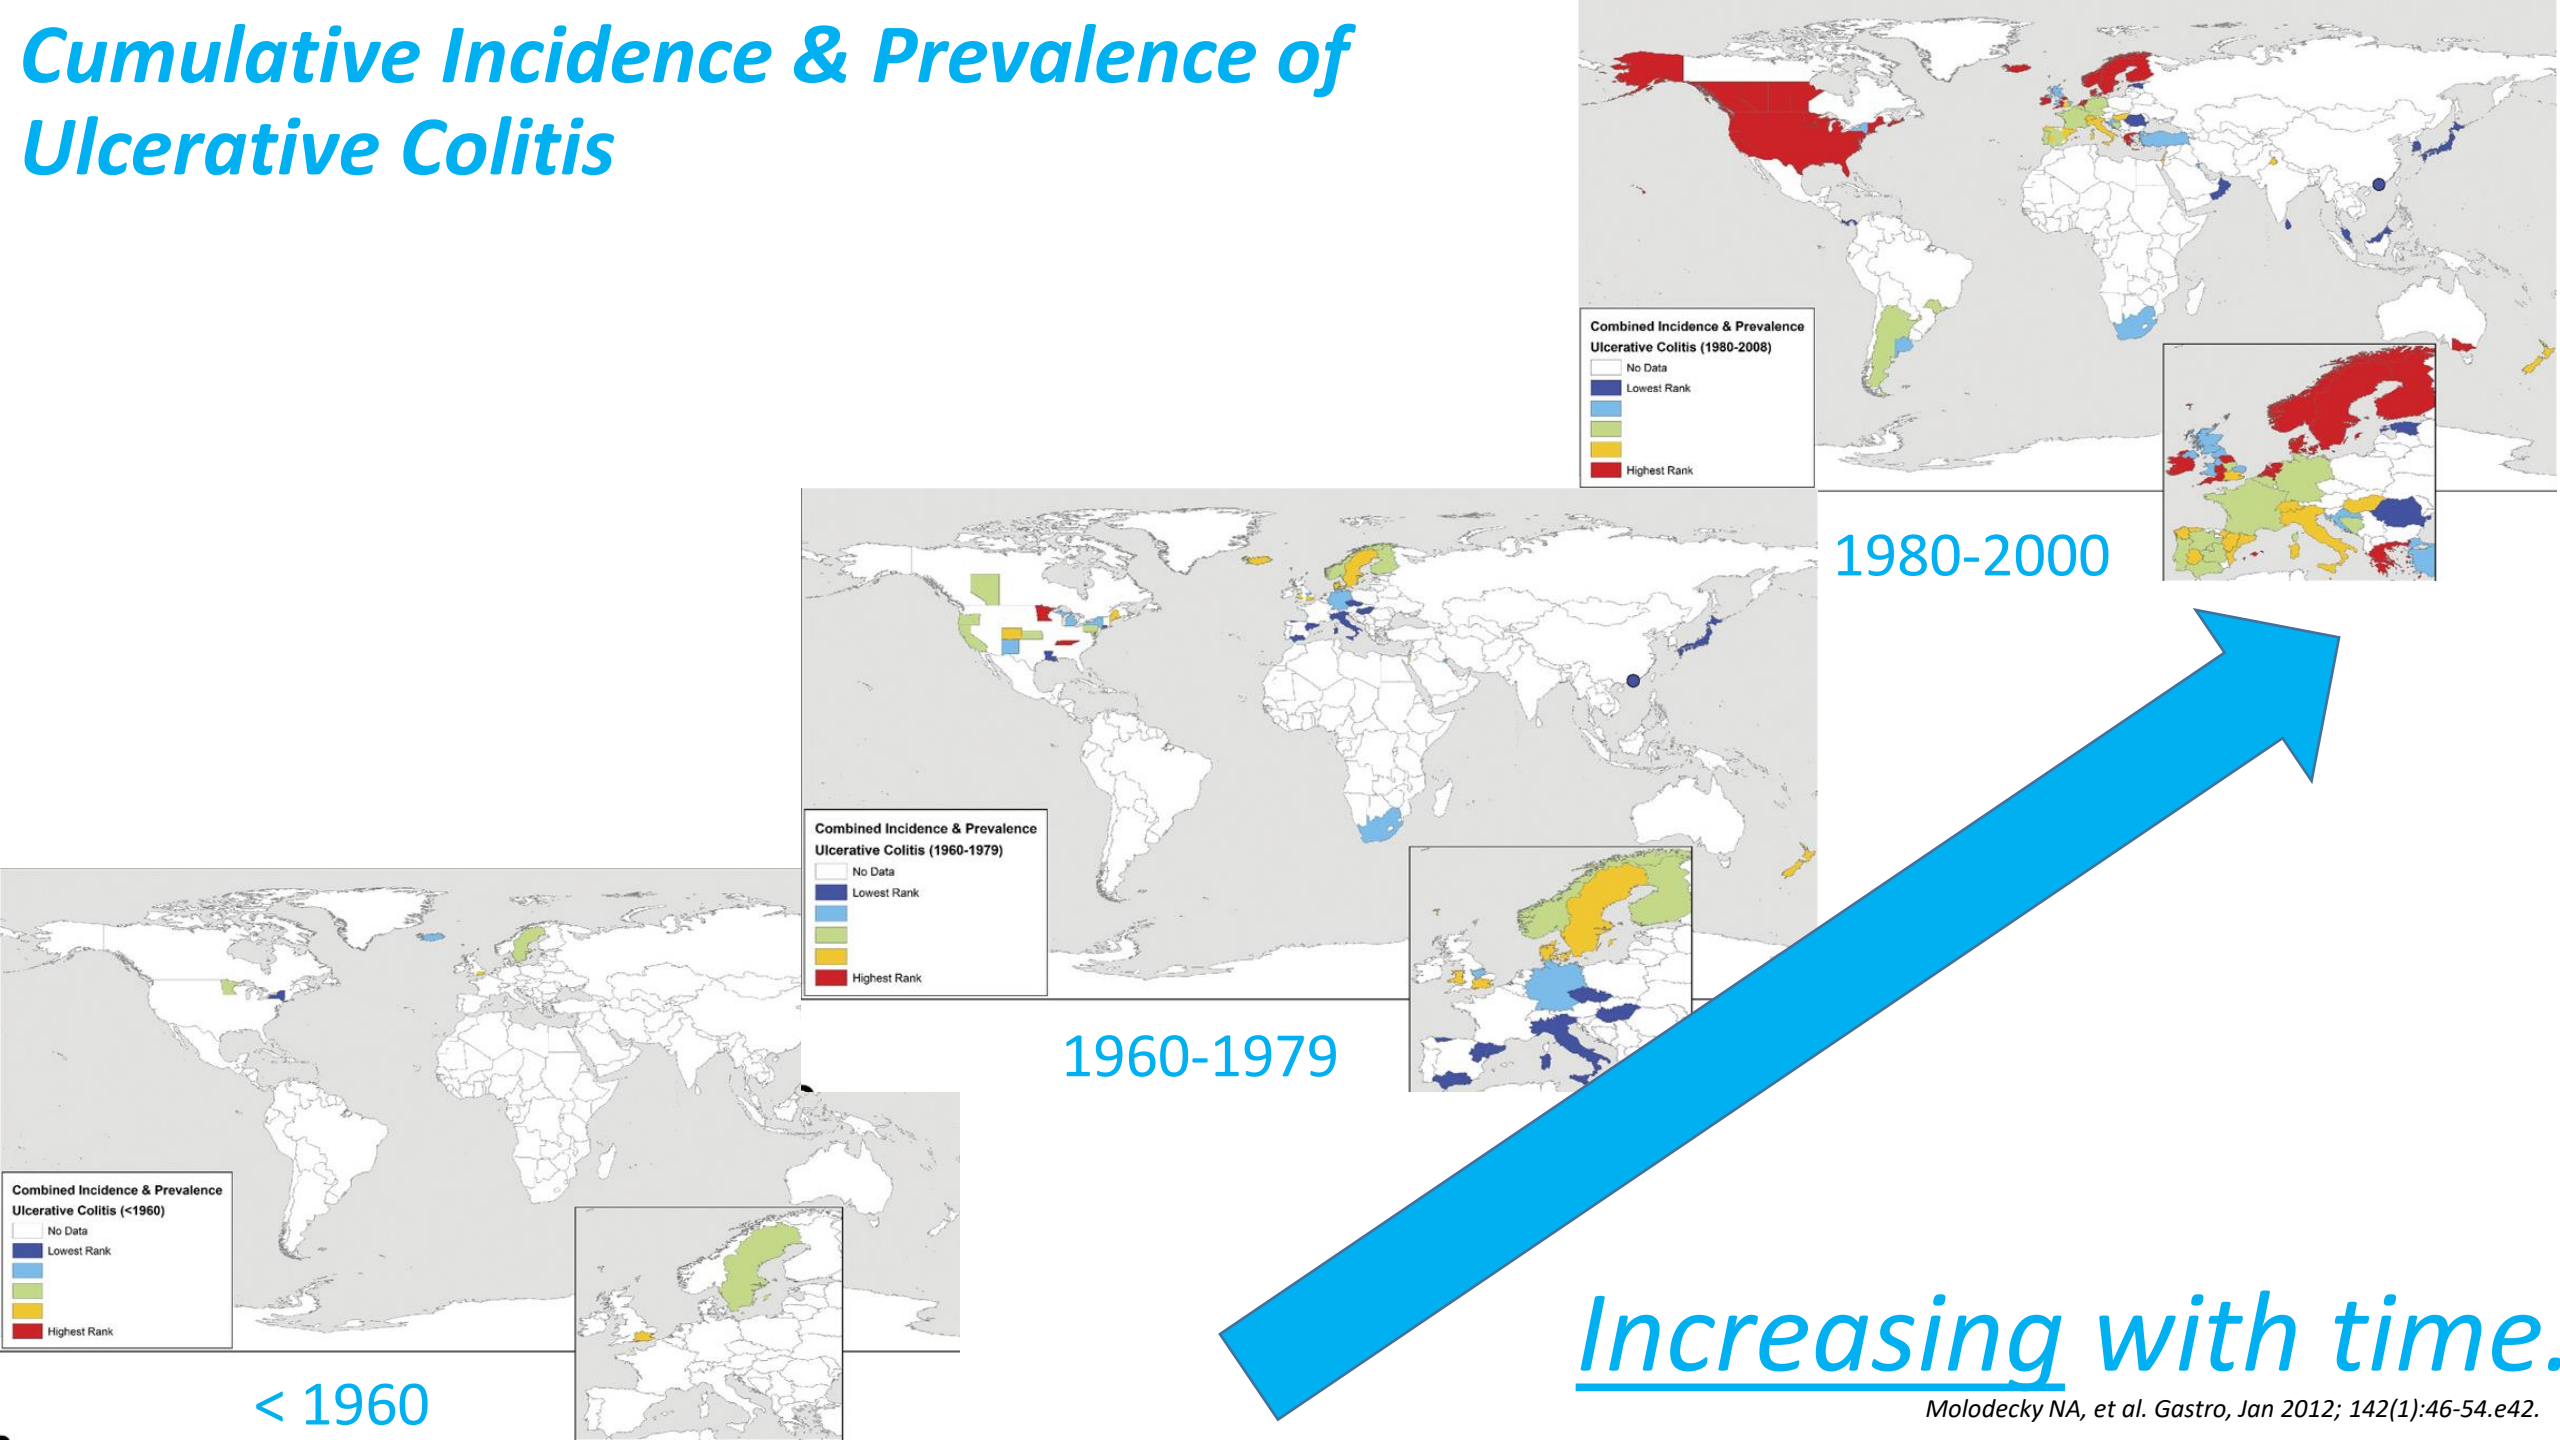 Cumulative Incidence & Prevalence of
Ulcerative Colitis
Combined Incidence & Prevalence
Ulcerative Colitis (1980-2008)
No Data
Lowest Rank
Highest Rank
1980-2000
Combined Incidence & Prevalence
Ulcerative Colitis (1960-1979)
No Data
Lowest Rank
Highest Rank
1960-1979
Combined Incidence & Prevalence
Ulcerative Colitis (<1960)
No Data
Lowest Rank
Highest Rank
< 1960
Increasing with time.
Molodecky NA, et al. Gastro, Jan 2012; 142(1):46-54.e42.